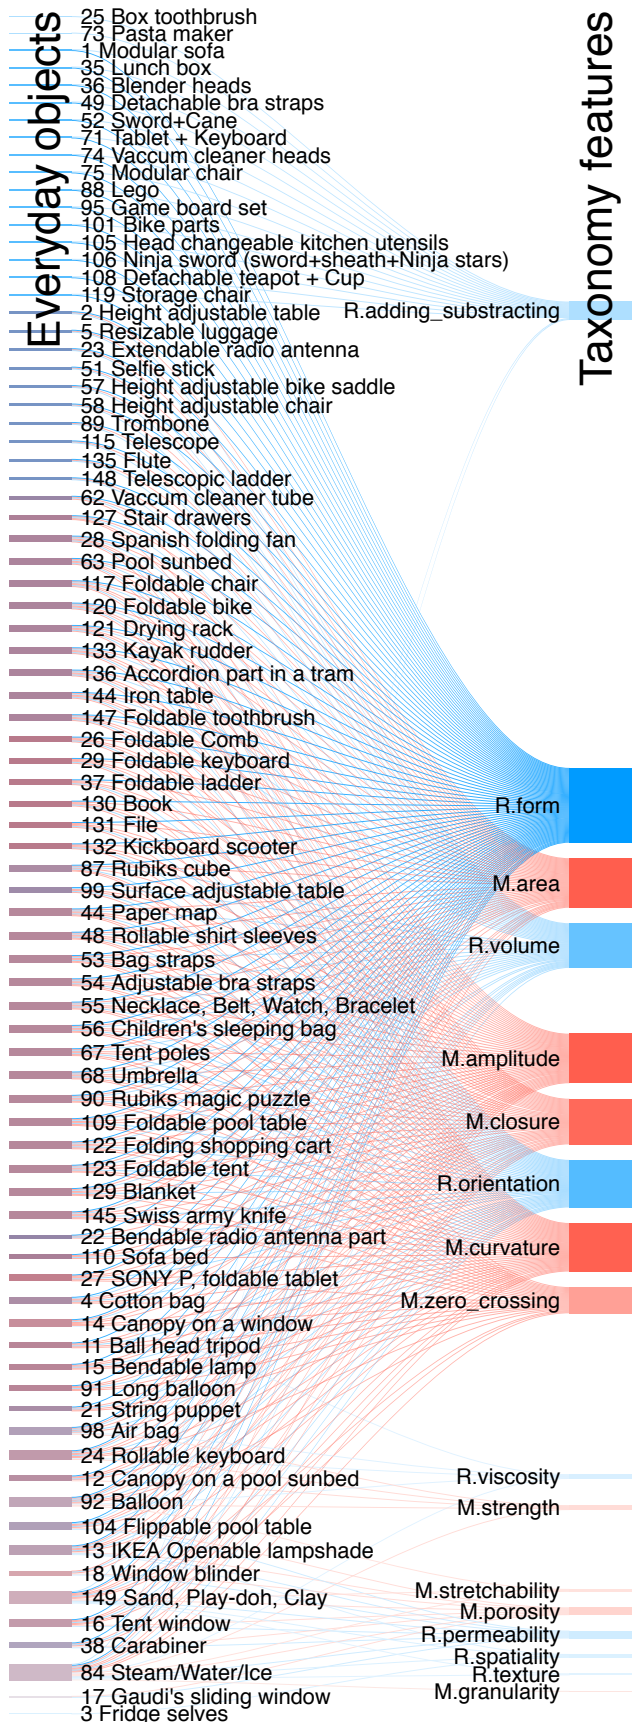 Everyday objects
25 Box toothbrush
73 Pasta maker
1 Modular sofa
35 Lunch box
36 Blender heads
49 Detachable bra straps
52 Sword+Cane
71 Tablet + Keyboard
74 Vaccum cleaner heads
75 Modular chair
88 Lego
95 Game board set
101 Bike parts
105 Head changeable kitchen utensils
106 Ninja sword (sword+sheath+Ninja stars)
108 Detachable teapot + Cup
119 Storage chair
2 Height adjustable table
5 Resizable luggage
23 Extendable radio antenna
51 Selfie stick
57 Height adjustable bike saddle
58 Height adjustable chair
89 Trombone
115 Telescope
135 Flute
148 Telescopic ladder
62 Vaccum cleaner tube
127 Stair drawers
28 Spanish folding fan
63 Pool sunbed
117 Foldable chair
120 Foldable bike
121 Drying rack
133 Kayak rudder
136 Accordion part in a tram
144 Iron table
147 Foldable toothbrush
26 Foldable Comb
29 Foldable keyboard
37 Foldable ladder
130 Book
131 File
132 Kickboard scooter
87 Rubiks cube
99 Surface adjustable table
44 Paper map
48 Rollable shirt sleeves
53 Bag straps
54 Adjustable bra straps
55 Necklace, Belt, Watch, Bracelet
56 Children's sleeping bag
67 Tent poles
68 Umbrella
90 Rubiks magic puzzle
109 Foldable pool table
122 Folding shopping cart
123 Foldable tent
129 Blanket
145 Swiss army knife
22 Bendable radio antenna part
110 Sofa bed
27 SONY P, foldable tablet
4 Cotton bag
14 Canopy on a window
11 Ball head tripod
15 Bendable lamp
91 Long balloon
21 String puppet
98 Air bag
24 Rollable keyboard
12 Canopy on a pool sunbed
92 Balloon
104 Flippable pool table
13 IKEA Openable lampshade
18 Window blinder
149 Sand, Play-doh, Clay
16 Tent window
38 Carabiner
84 Steam/Water/Ice
17 Gaudi's sliding window
3 Fridge selves
Taxonomy features
R.adding_substracting
R.form
M.area
R.volume
M.amplitude
M.closure
R.orientation
M.curvature
M.zero_crossing
R.viscosity
M.strength
M.stretchability
M.porosity
R.permeability
R.spatiality
R.texture
M.granularity